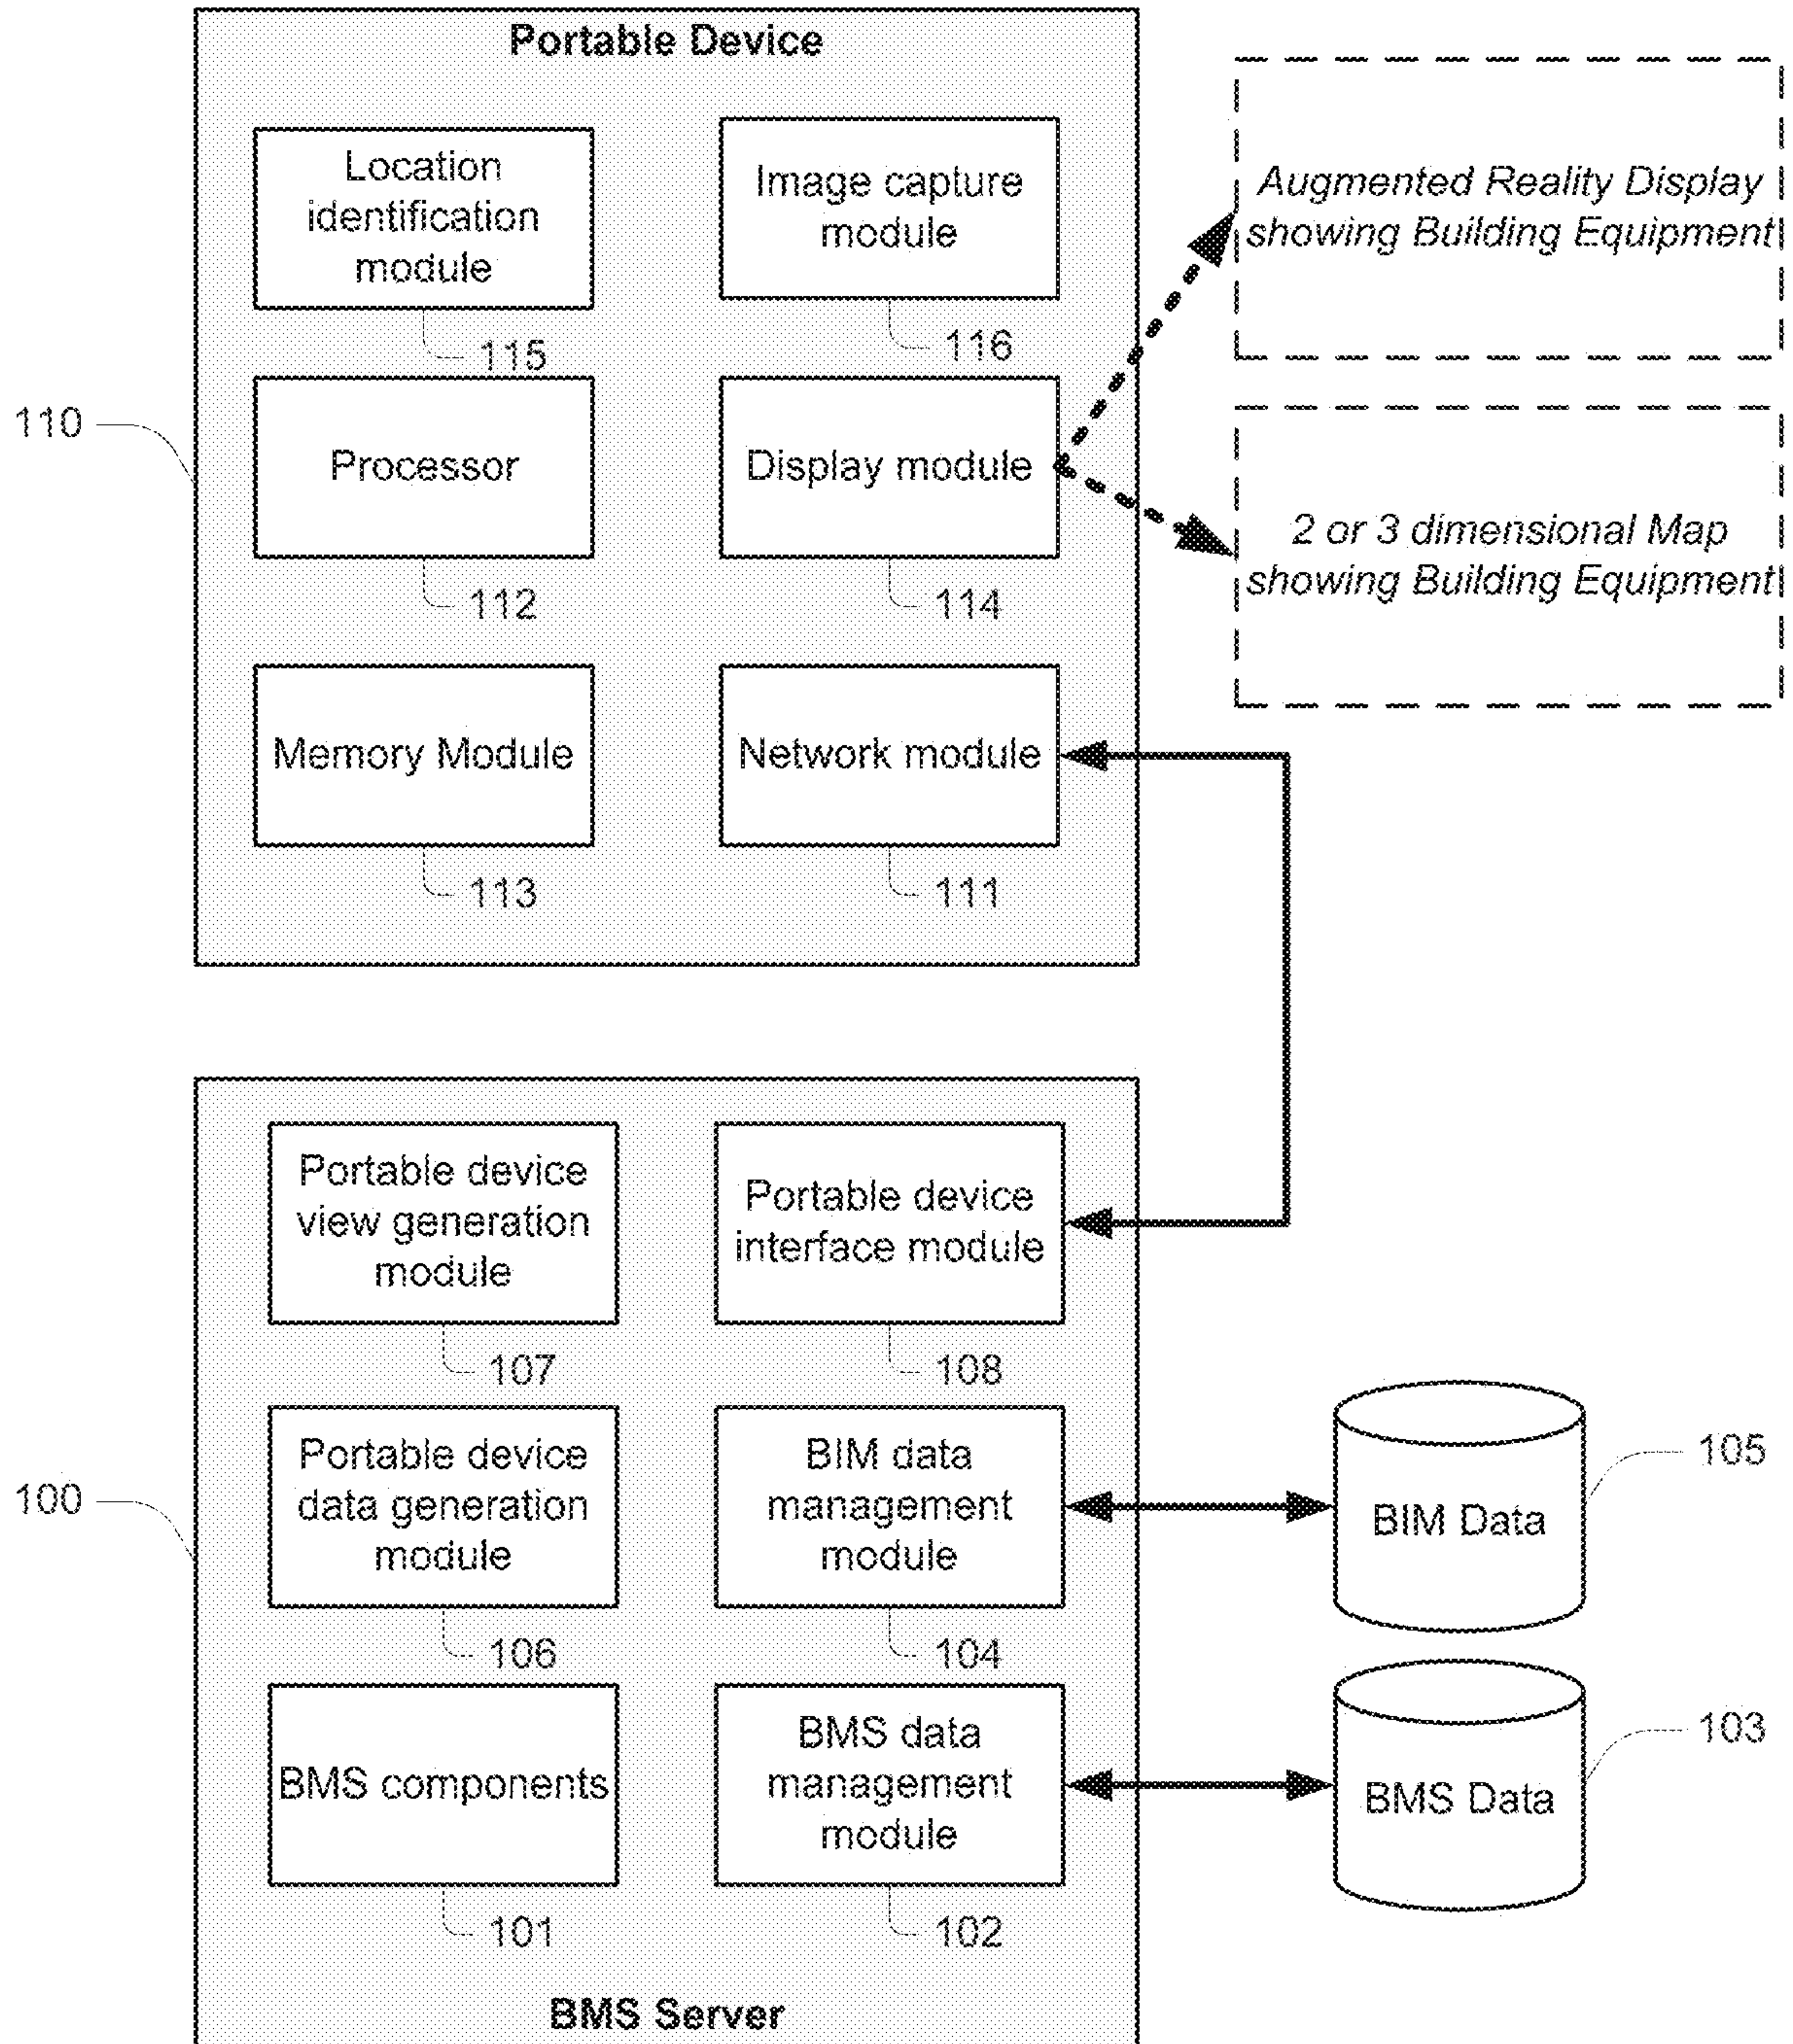 Portable Device
Location
identification
module
115
Image capture
module
116
Augmented Reality Display
showing Building Equipment
110
Processor
112
Display module
114
2 or 3 dimensional Map
showing Building Equipment
Memory Module
113
Network module
111
Portable device
view generation
module
107
Portable device
interface module
108
100
Portable device
data generation
module
106
BIM data
management
module
104
BIM Data
105
BMS components
101
BMS data
management
module
102
BMS Data
103
BMS Server